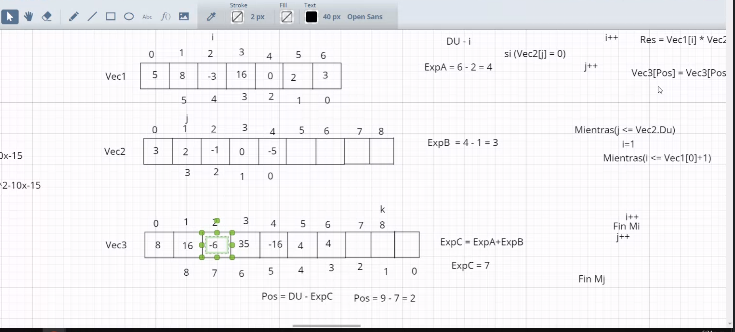 Stroke Fill Text
Abc f() 2 px 40 px Open Sans
i
DU - i
i++ Res = Vec1[i] * Vec2
0 1 2 3 4 5 6
si (Vec2[j] = 0)
Vec1 5 8 -3 16 0 2 3
ExpA = 6 - 2 = 4
j++
Vec3[Pos] = Vec3[Pos
5 4 3 2 1 0
j
0 1 2 3 4 5 6 7 8
Mientras(j <= Vec2.Du)
Vec2 3 2 -1 0 -5
ExpB = 4 - 1 = 3
i=1
0x-15
Mientras(i <= Vec1[0]+1)
3 2 1 0
^2-10x-15
k
0 1 2 3 4 5 6 7 8
i++
Fin Mi
j++
Vec3 8 16 -6 35 -16 4 4
ExpC = ExpA+ExpB
8 7 6 5 4 3 2 1 0
ExpC = 7
Fin Mj
Pos = DU - ExpC Pos = 9 - 7 = 2